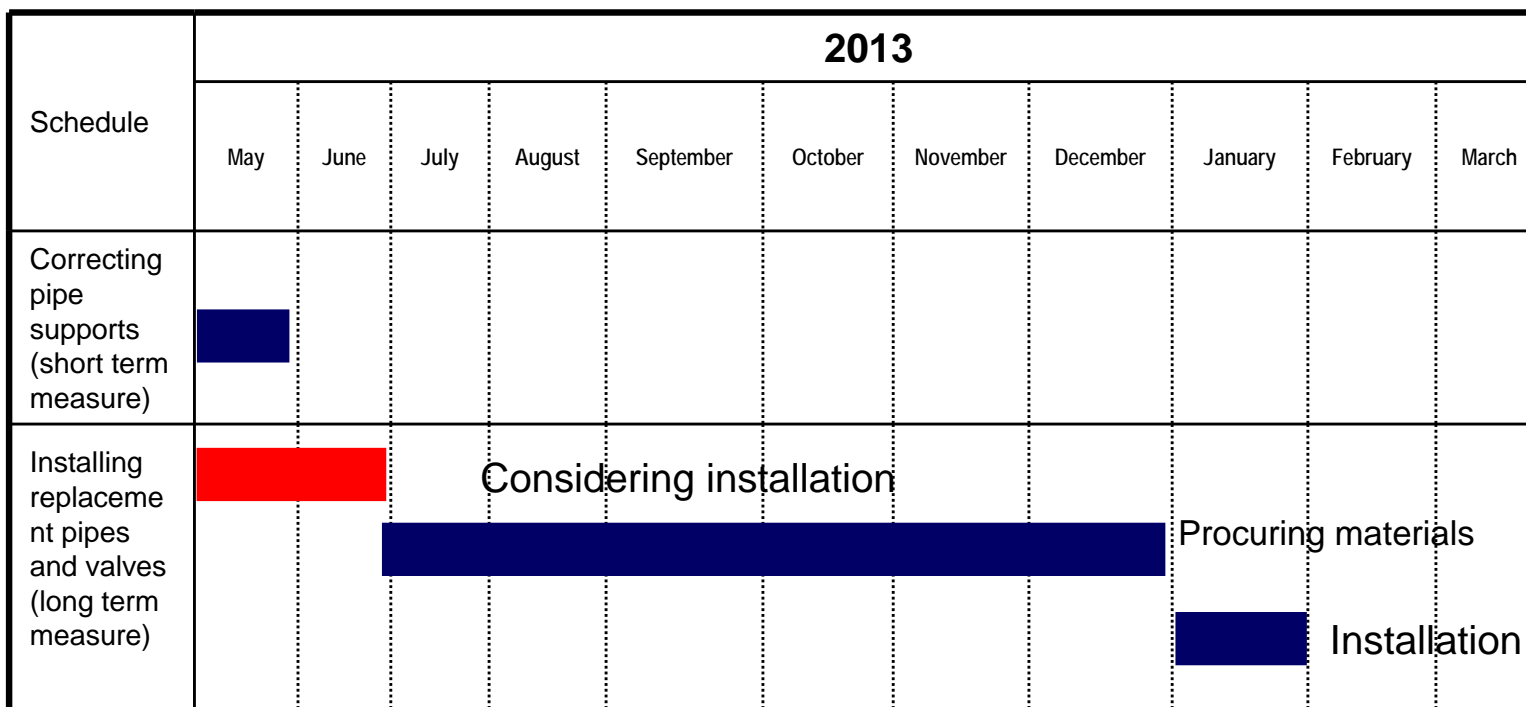 2013
Schedule
May June July August September October November December January February March
Correcting
pipe
supports
(short term
measure)
Installing
replaceme
nt pipes
and valves
(long term
measure)
Considering installation
Procuring materials
Installation